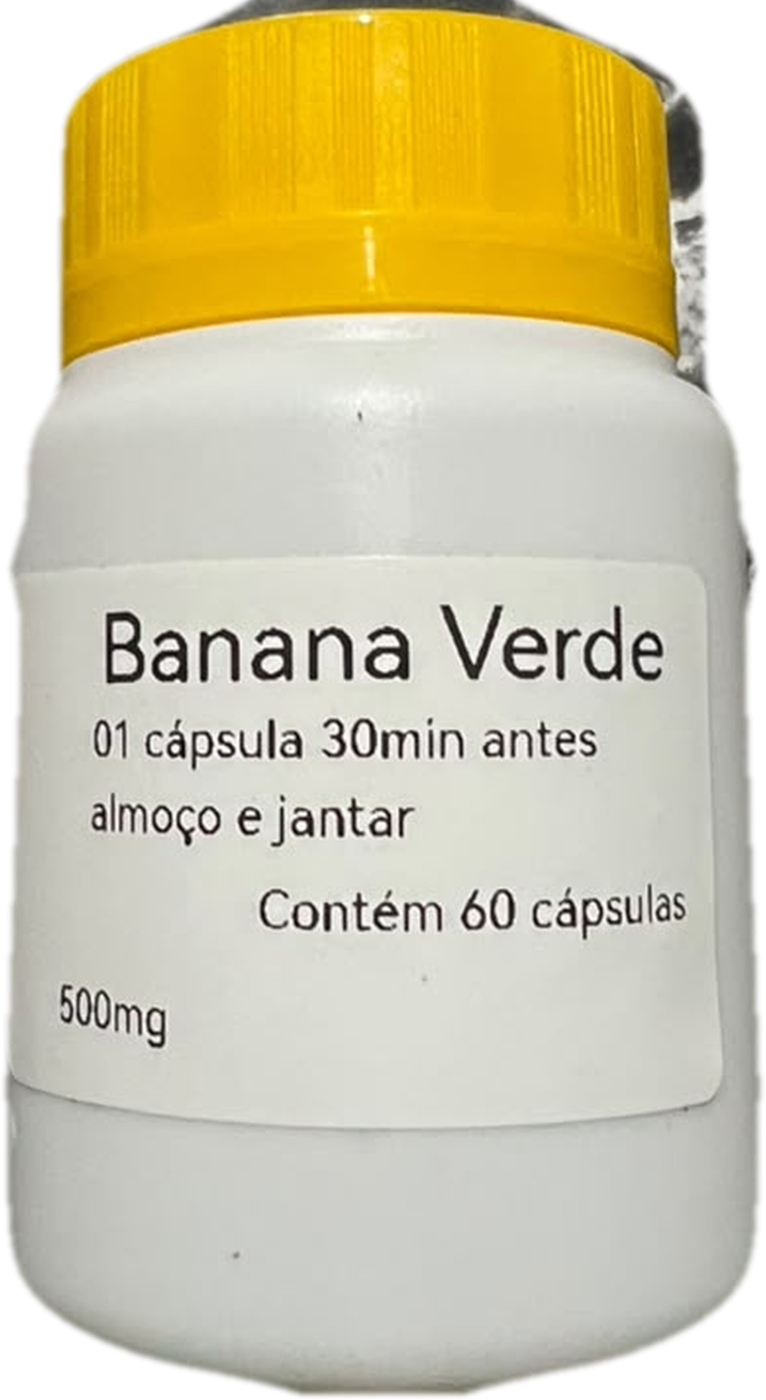 Banana Verde
01 cápsula 30min antes
almoço e jantar
Contém 60 cápsulas
500mg